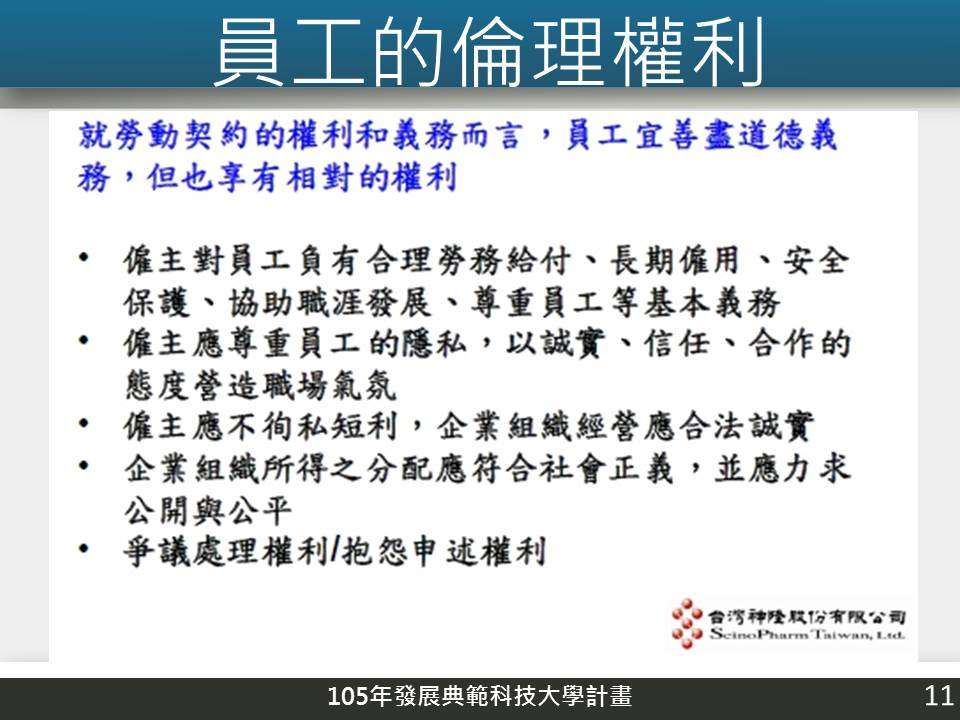 員工的倫理權利
就勞動契約的權利和義務而言，員工宜善盡道德義
務，但也享有相對的權利
• 僱主對員工負有合理勞務給付、長期僱用、安全
保護、協助職涯發展、尊重員工等基本義務
• 僱主應尊重員工的隱私，以誠實、信任、合作的
態度營造職場氣氛
• 僱主應不徇私短利，企業組織經營應合法誠實
• 企業組織所得之分配應符合社會正義，並應力求
公開與公平
• 爭議處理權利/抱怨申述權利
台灣神隆股份有限公司
ScinoPharm Taiwan, Ltd.
105年發展典範科技大學計畫
11